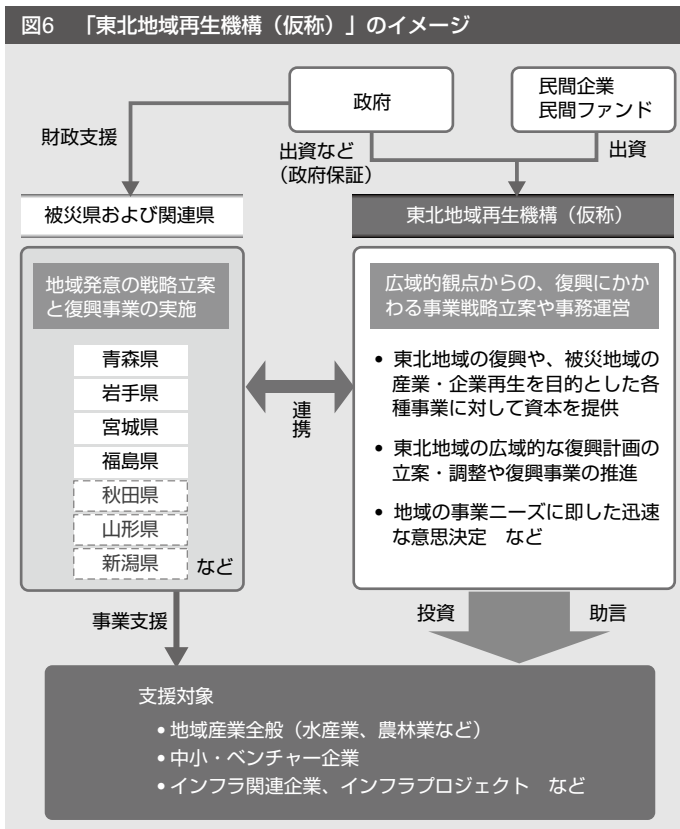 図6　「東北地域再生機構（仮称）」のイメージ
政府
民間企業
民間ファンド
財政支援
出資など
（政府保証）
出資
被災県および関連県
地域発意の戦略立案
と復興事業の実施
青森県
岩手県
宮城県
福島県
秋田県
山形県
新潟県
など
連携
東北地域再生機構（仮称）
広域的観点からの、復興にかか
わる事業戦略立案や事務運営
• 東北地域の復興や、被災地域の
産業・企業再生を目的とした各
種事業に対して資本を提供
• 東北地域の広域的な復興計画の
立案・調整や復興事業の推進
• 地域の事業ニーズに即した迅速
な意思決定　など
事業支援
投資
助言
支援対象
•地域産業全般（水産業、農林業など）
•中小・ベンチャー企業
•インフラ関連企業、インフラプロジェクト　など